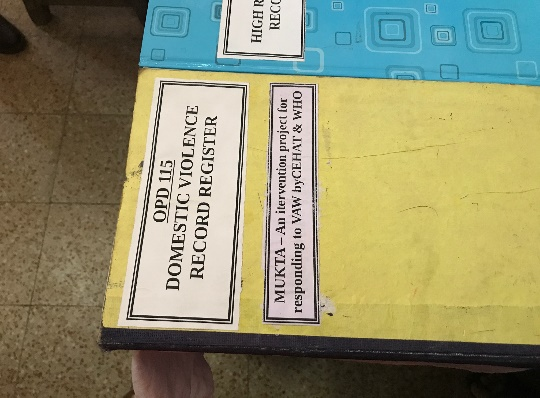 OPD 115
DOMESTIC VIOLENCE
RECORD REGISTER
MUKTA – An itervention project for
responding to VAW byCEHAT & WHO
HIGH R
RECO